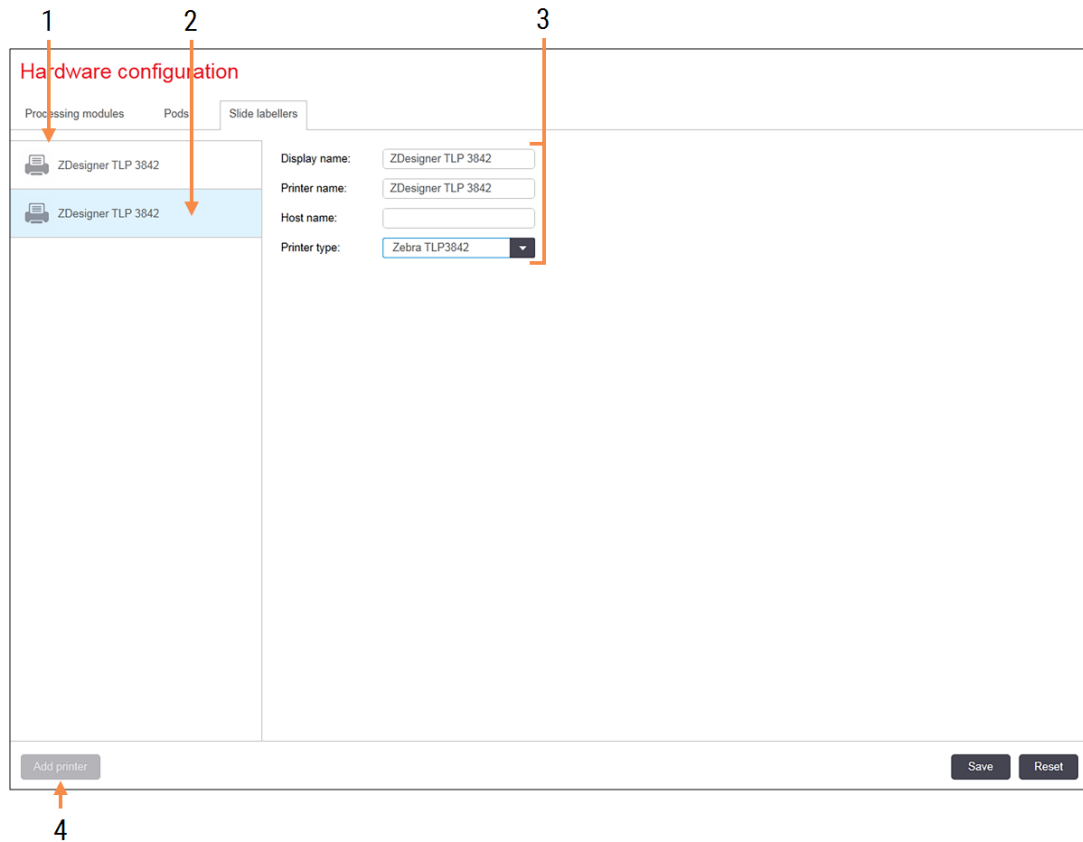 1 2 3
Hardware configuration
Processing modules Pods Slide labellers
ZDesigner TLP 3842
ZDesigner TLP 3842
Display name: ZDesigner TLP 3842
Printer name: ZDesigner TLP 3842
Host name:
Printer type: Zebra TLP3842
Add printer Save Reset
4